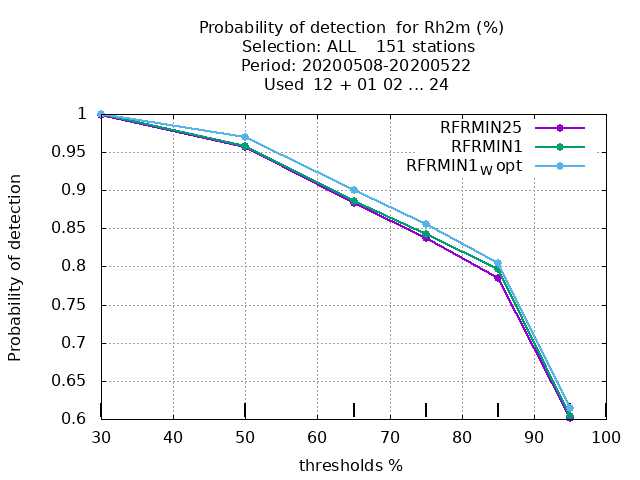 Probability of detection  for Rh2m (%)
Selection: ALL    151 stations
Period: 20200508-20200522
Used  12 + 01 02 ... 24
RFRMIN25
RFRMIN1
RFRMIN1W opt
1
0.95
0.9
0.85
0.8
0.75
0.7
0.65
0.6
Probability of detection
30 40 50 60 70 80 90 100
thresholds %